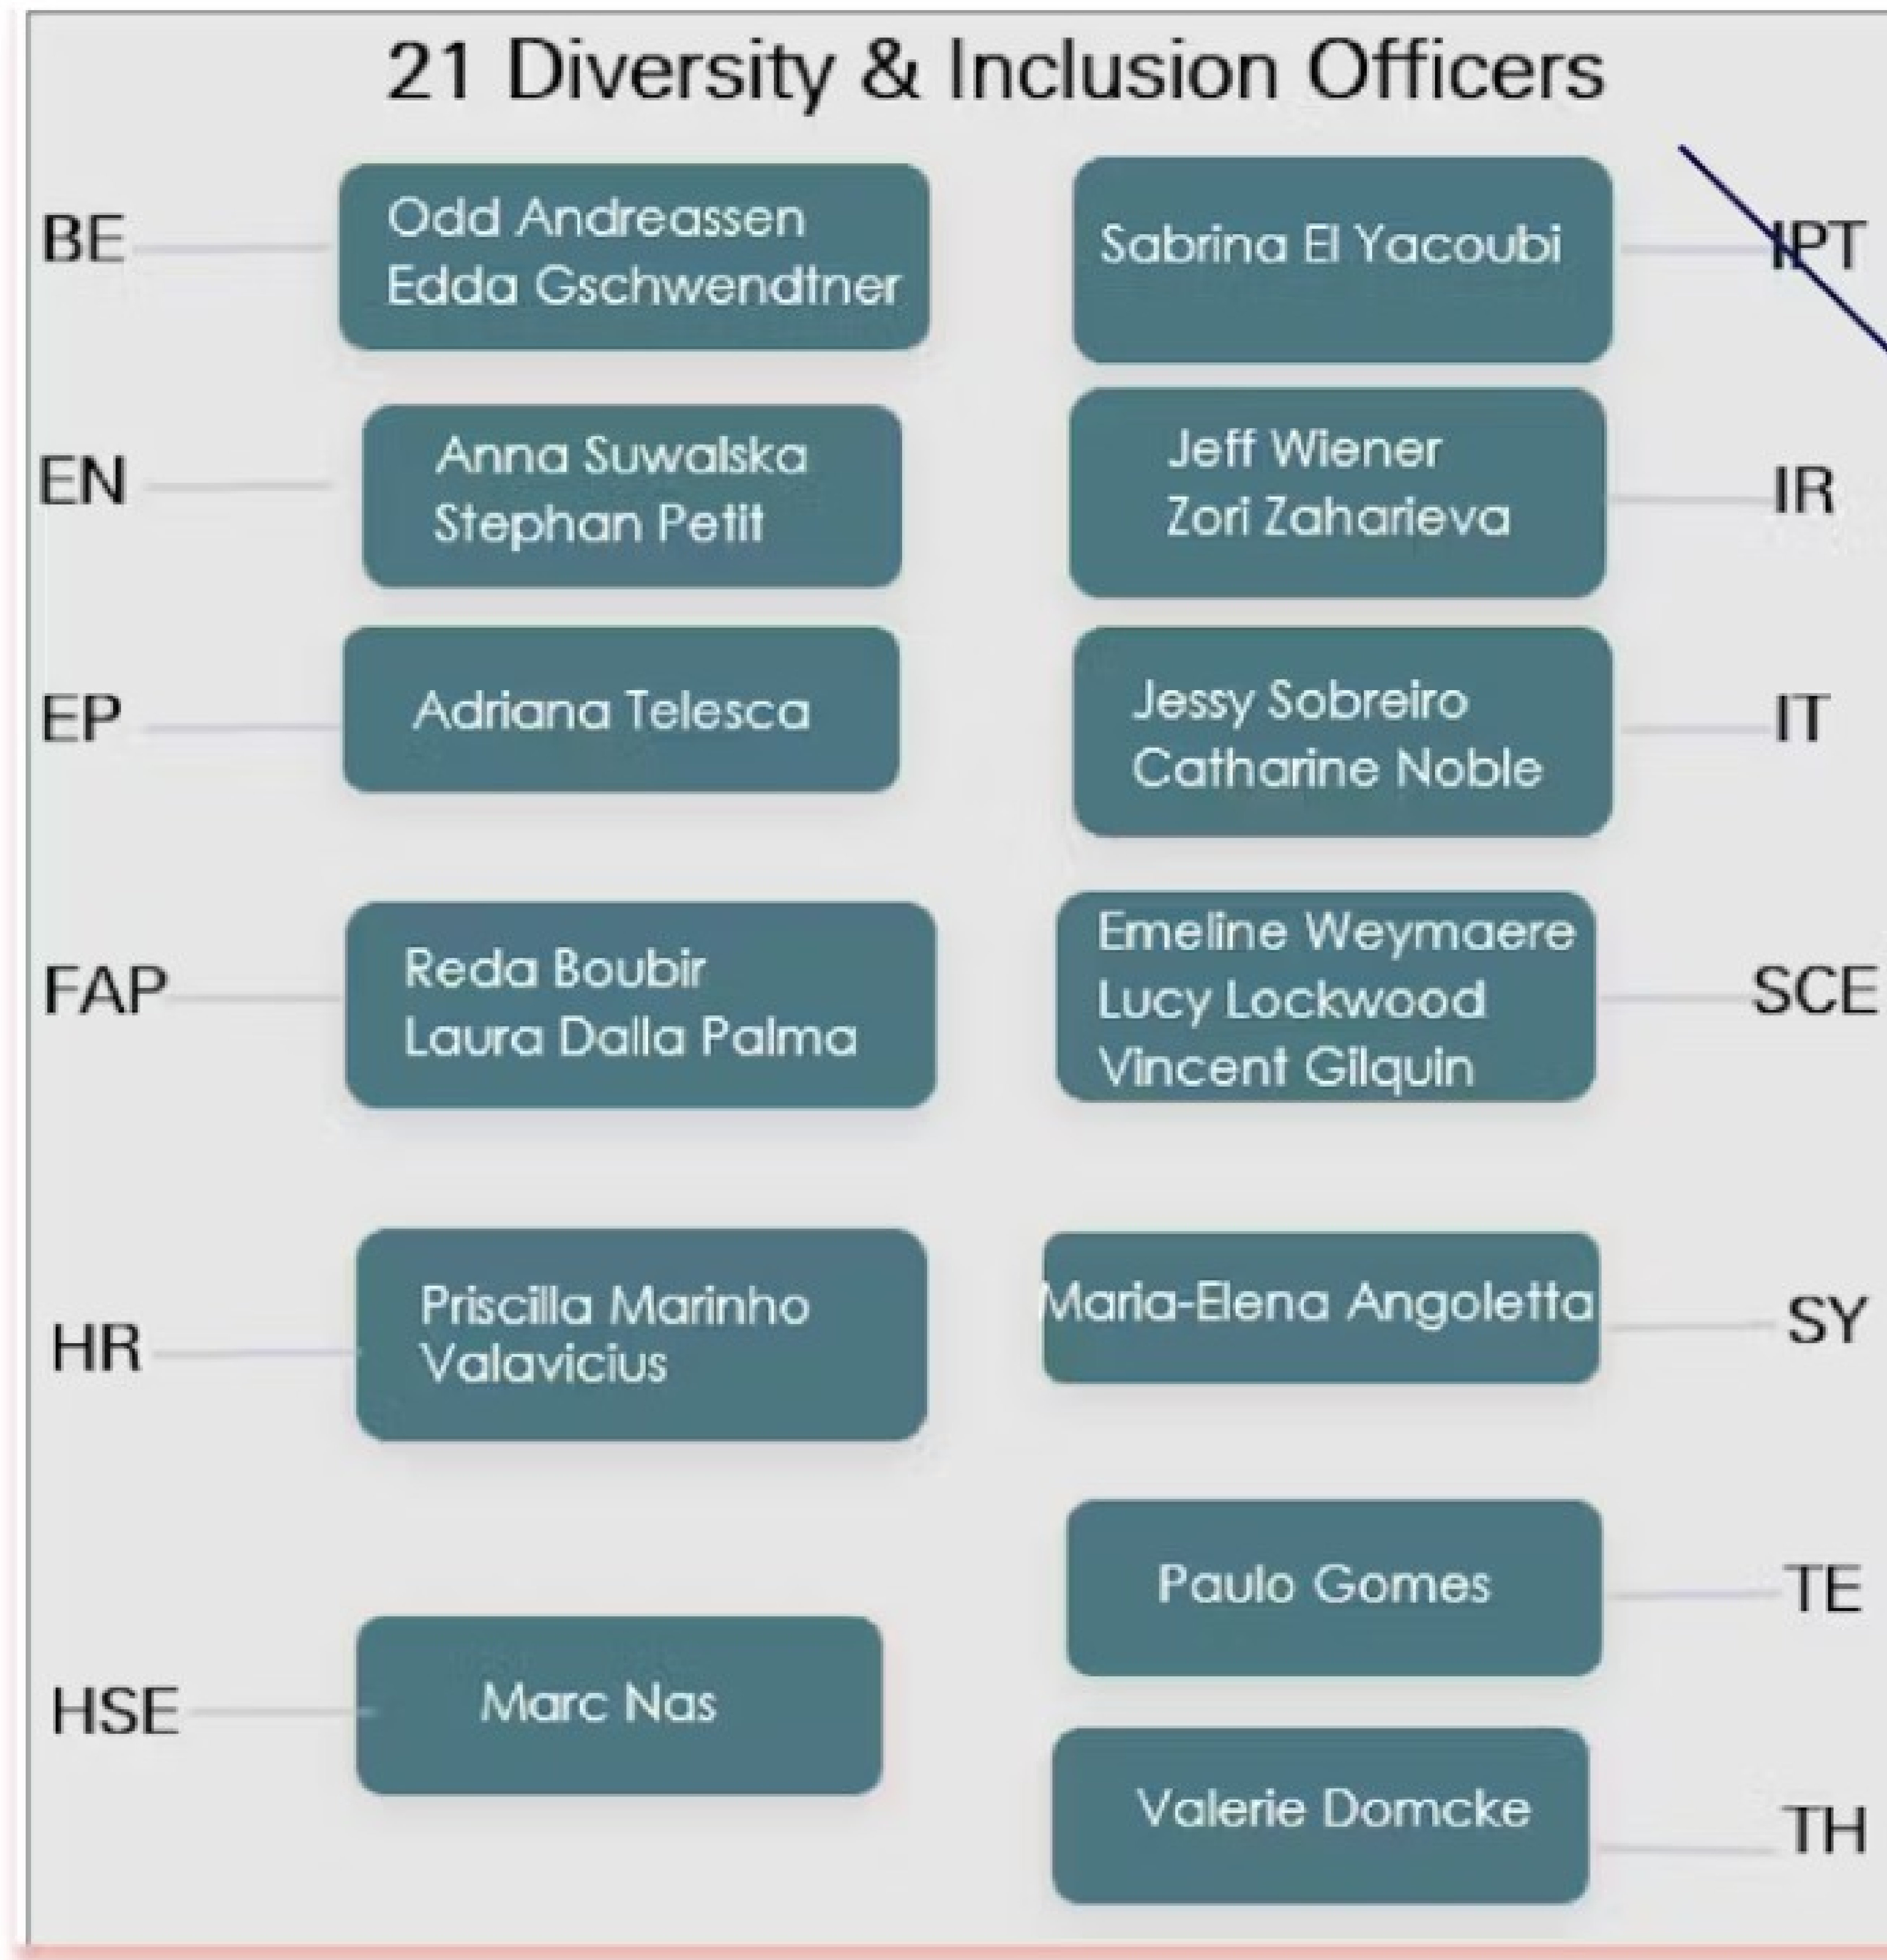 21 Diversity & Inclusion Officers
BE
Odd Andreassen
Edda Gschwendtner
Sabrina El Yacoubi
IPT
EN
Anna Suwalska
Stephan Petit
Jeff Wiener
Zori Zaharieva
IR
EP
Adriana Telesca
Jessy Sobreiro
Catharine Noble
IT
FAP
Reda Boubir
Laura Dalla Palma
Emeline Weymaere
Lucy Lockwood
Vincent Gilquin
SCE
HR
Priscilla Marinho
Valavicius
Maria-Elena Angoletta
SY
Paulo Gomes
TE
HSE
Marc Nas
Valerie Domcke
TH